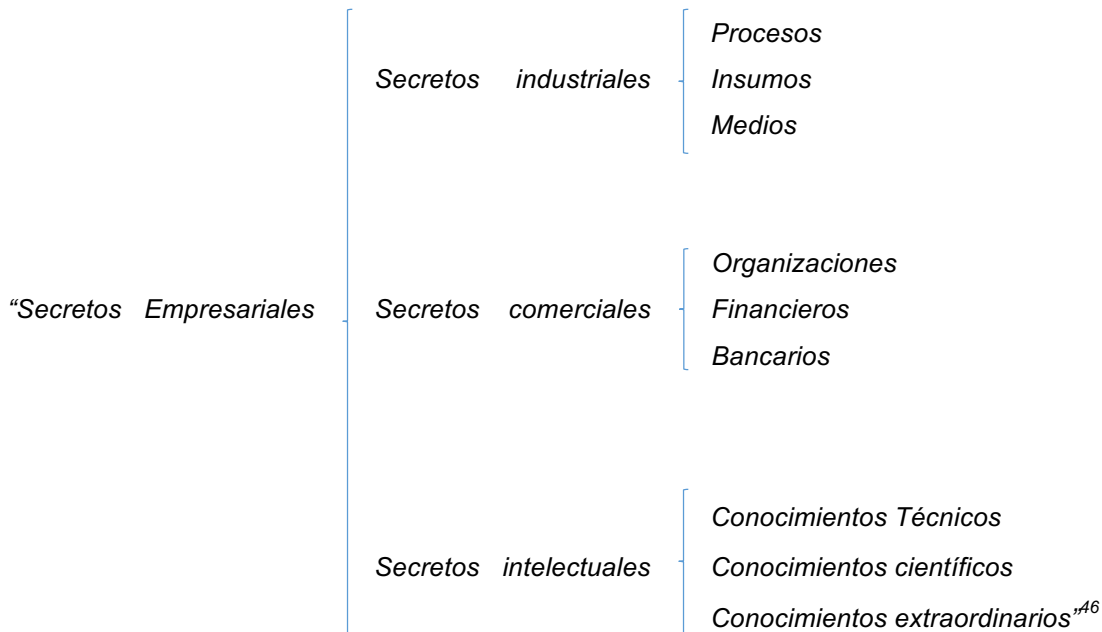 Procesos
Secretos industriales
Insumos
Medios
Organizaciones
“Secretos Empresariales
Secretos comerciales
Financieros
Bancarios
Conocimientos Técnicos
Secretos intelectuales
Conocimientos científicos
Conocimientos extraordinarios”46